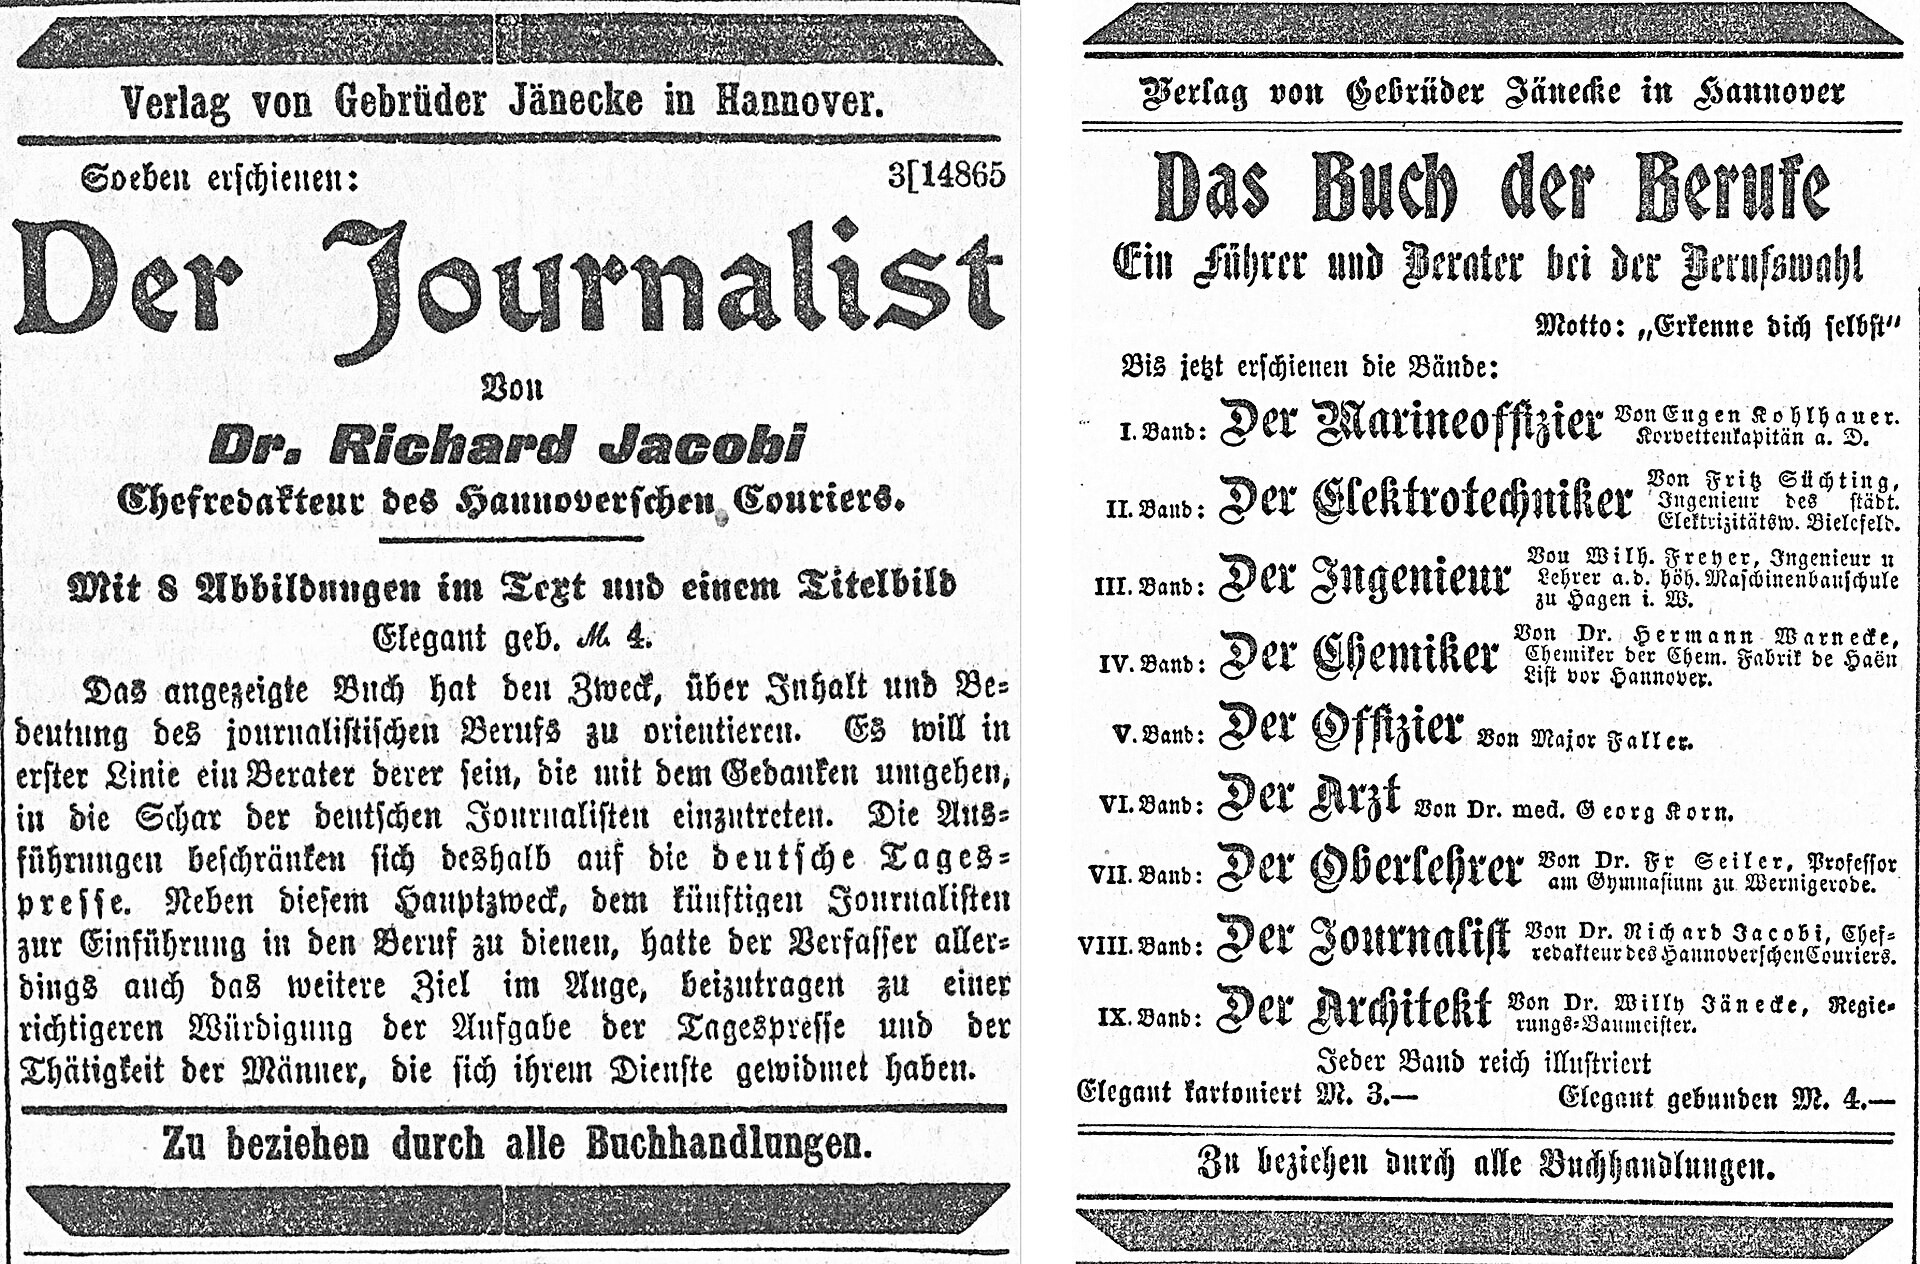 Verlag von Gebrüder Jänecke in Hannover.
Soeben erschienen:
3[14865
Der Journalist
Von
Dr. Richard Jacobi
Chefredakteur des Hannoverschen Couriers.
Mit 8 Abbildungen im Text und einem Titelbild
Elegant geb. M. 4.
Das angezeigte Buch hat den Zweck, über Inhalt und Be-
deutung des journalistischen Berufs zu orientieren. Es will in
erster Linie ein Berater derer sein, die mit dem Gedanken umgehen,
in die Schar der deutschen Journalisten einzutreten. Die Aus-
führungen beschränken sich deshalb auf die deutsche Tages-
presse. Neben diesem Hauptzweck, dem künftigen Journalisten
zur Einführung in den Beruf zu dienen, hatte der Verfasser aller-
dings auch das weitere Ziel im Auge, beizutragen zu einer
richtigeren Würdigung der Aufgabe der Tagespresse und der
Thätigkeit der Männer, die sich ihrem Dienste gewidmet haben.
Zu beziehen durch alle Buchhandlungen.
Verlag von Gebrüder Jänecke in Hannover
Das Buch der Berufe
Ein Führer und Berater bei der Berufswahl
Motto: „Erkenne dich selbst“
Bis jetzt erschienen die Bände:
I. Band: Der Marineoffizier Von Eugen Kohlhauer.
Korvettenkapitän a. D.
II. Band: Der Elektrotechniker Von Fritz Süchting,
Ingenieur des städt.
Elektrizitätsw. Bielefeld.
III. Band: Der Ingenieur Von Wilh. Freyer, Ingenieur u
Lehrer a.d. höh. Maschinenbauschule
zu Hagen i. W.
IV. Band: Der Chemiker Von Dr. Hermann Warnecke,
Chemiker der Chem. Fabrik de Haën
List vor Hannover.
V. Band: Der Offizier Von Major Faller.
VI. Band: Der Arzt Von Dr. med. Georg Korn.
VII. Band: Der Oberlehrer Von Dr. Fr Seiler, Professor
am Gymnasium zu Wernigerode.
VIII. Band: Der Journalist Von Dr. Richard Jacobi, Chef-
redakteur des Hannoverschen Couriers.
IX. Band: Der Architekt Von Dr. Willy Jänecke, Regie-
rungs-Baumeister.
Jeder Band reich illustriert
Elegant kartoniert M. 3.—
Elegant gebunden M. 4.—
Zu beziehen durch alle Buchhandlungen.